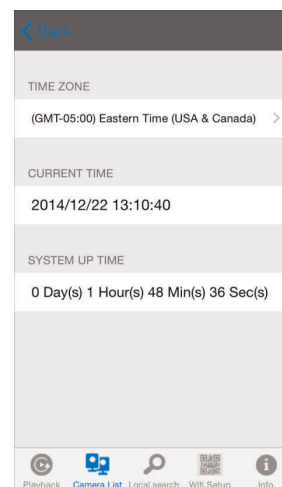 Back
TIME ZONE
(GMT-05:00) Eastern Time (USA & Canada)
CURRENT TIME
2014/12/22 13:10:40
SYSTEM UP TIME
0 Day(s) 1 Hour(s) 48 Min(s) 36 Sec(s)
Playback Camera List Local search Wifi Setup Info